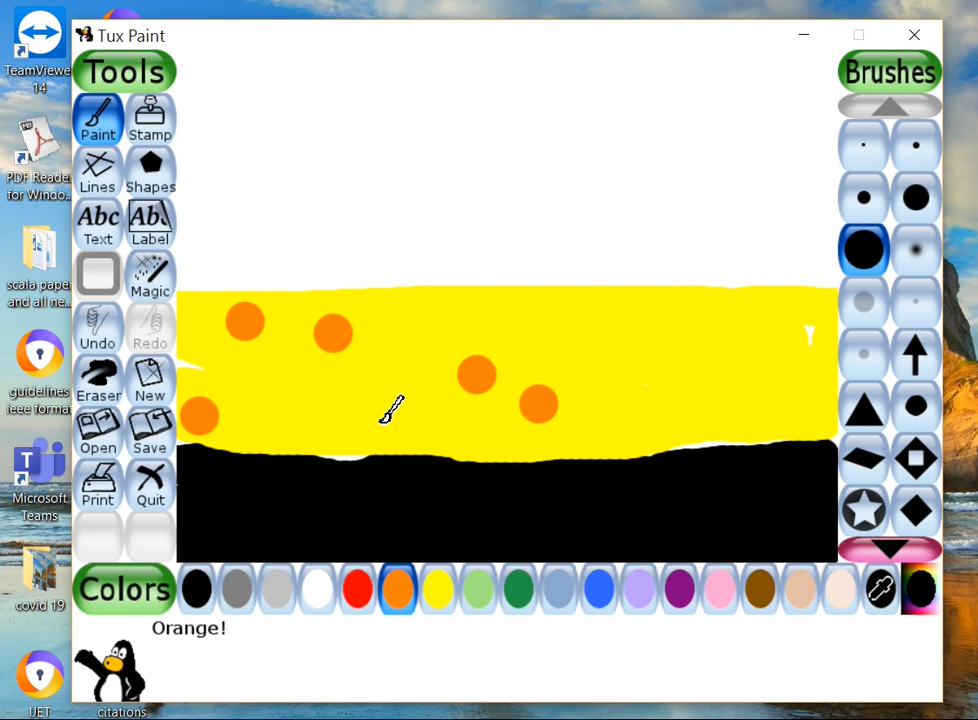 TeamViewer
14
PDF Reade
for Windo...
scala paper
and all ne...
guidelines
ieee format
Microsoft
Teams
covid 19
IJET
citations
Tux Paint
Tools
Paint
Stamp
Lines
Shapes
Abc
Text
Abc
Label
Magic
Undo
Redo
Eraser
New
Open
Save
Print
Quit
Brushes
Colors
Orange!